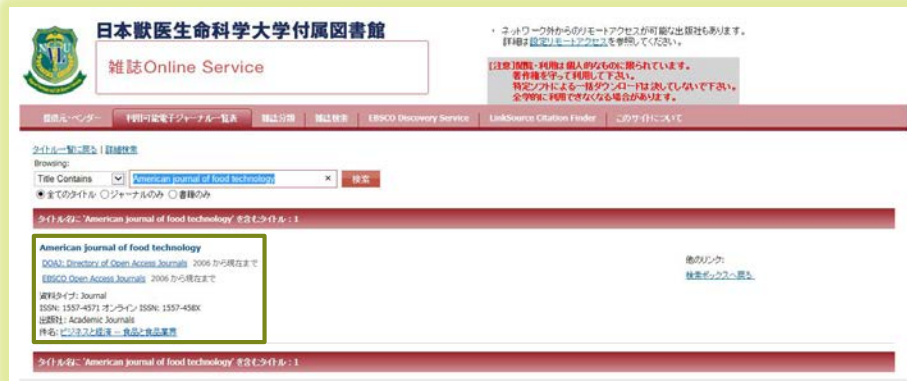 日本獣医生命科学大学付属図書館
雑誌Online Service
・ ネットワーク外からのリモートアクセスが可能な出版社もあります。
詳細は設定リモートアクセスを参照してください。
【注意】閲覧・利用は個人的なものに限られています。
著作権を守って利用して下さい。
特定ソフトによる一括ダウンロードは決してしないで下さい。
全学的に利用できなくなる場合があります。
提供元・ベンダー 利用可能電子ジャーナル一覧表 雑誌分類 雑誌検索 EBSCO Discovery Service LinkSource Citation Finder このサイトについて
タイトル一覧に戻る | 詳細検索
Browsing:
Title Contains American journal of food technology × 検索
全てのタイトル ジャーナルのみ 書籍のみ
タイトル名に 'American journal of food technology' を含むタイトル : 1
American journal of food technology
DOAJ: Directory of Open Access Journals 2006 から現在まで
EBSCO Open Access Journals 2006 から現在まで
資料タイプ: Journal
ISSN: 1557-4571 オンライン ISSN: 1557-458X
出版社: Academic Journals
件名: ビジネスと経済 -- 食品と食品業界
他のリンク:
検索ボックスへ戻る
タイトル名に 'American journal of food technology' を含むタイトル : 1